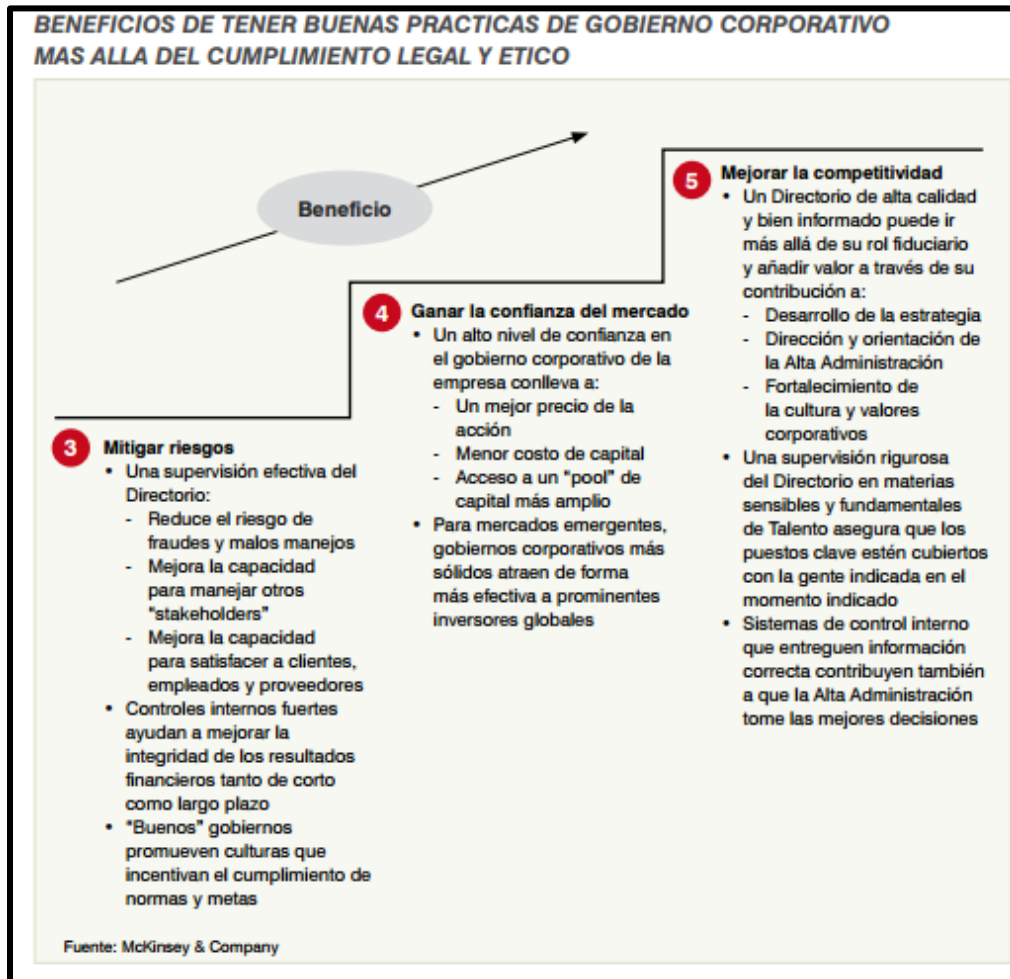 BENEFICIOS DE TENER BUENAS PRACTICAS DE GOBIERNO CORPORATIVO
MAS ALLA DEL CUMPLIMIENTO LEGAL Y ETICO
Beneficio
3 Mitigar riesgos
• Una supervisión efectiva del
Directorio:
- Reduce el riesgo de
fraudes y malos manejos
- Mejora la capacidad
para manejar otros
"stakeholders"
- Mejora la capacidad
para satisfacer a clientes,
empleados y proveedores
• Controles internos fuertes
ayudan a mejorar la
integridad de los resultados
financieros tanto de corto
como largo plazo
• "Buenos" gobiernos
promueven culturas que
incentivan el cumplimiento de
normas y metas
4 Ganar la confianza del mercado
• Un alto nivel de confianza en
el gobierno corporativo de la
empresa conlleva a:
- Un mejor precio de la
acción
- Menor costo de capital
- Acceso a un "pool" de
capital más amplio
• Para mercados emergentes,
gobiernos corporativos más
sólidos atraen de forma
más efectiva a prominentes
inversores globales
5 Mejorar la competitividad
• Un Directorio de alta calidad
y bien informado puede ir
más allá de su rol fiduciario
y añadir valor a través de su
contribución a:
- Desarrollo de la estrategia
- Dirección y orientación de
la Alta Administración
- Fortalecimiento de
la cultura y valores
corporativos
• Una supervisión rigurosa
del Directorio en materias
sensibles y fundamentales
de Talento asegura que los
puestos clave estén cubiertos
con la gente indicada en el
momento indicado
• Sistemas de control interno
que entreguen información
correcta contribuyen también
a que la Alta Administración
tome las mejores decisiones
Fuente: McKinsey & Company